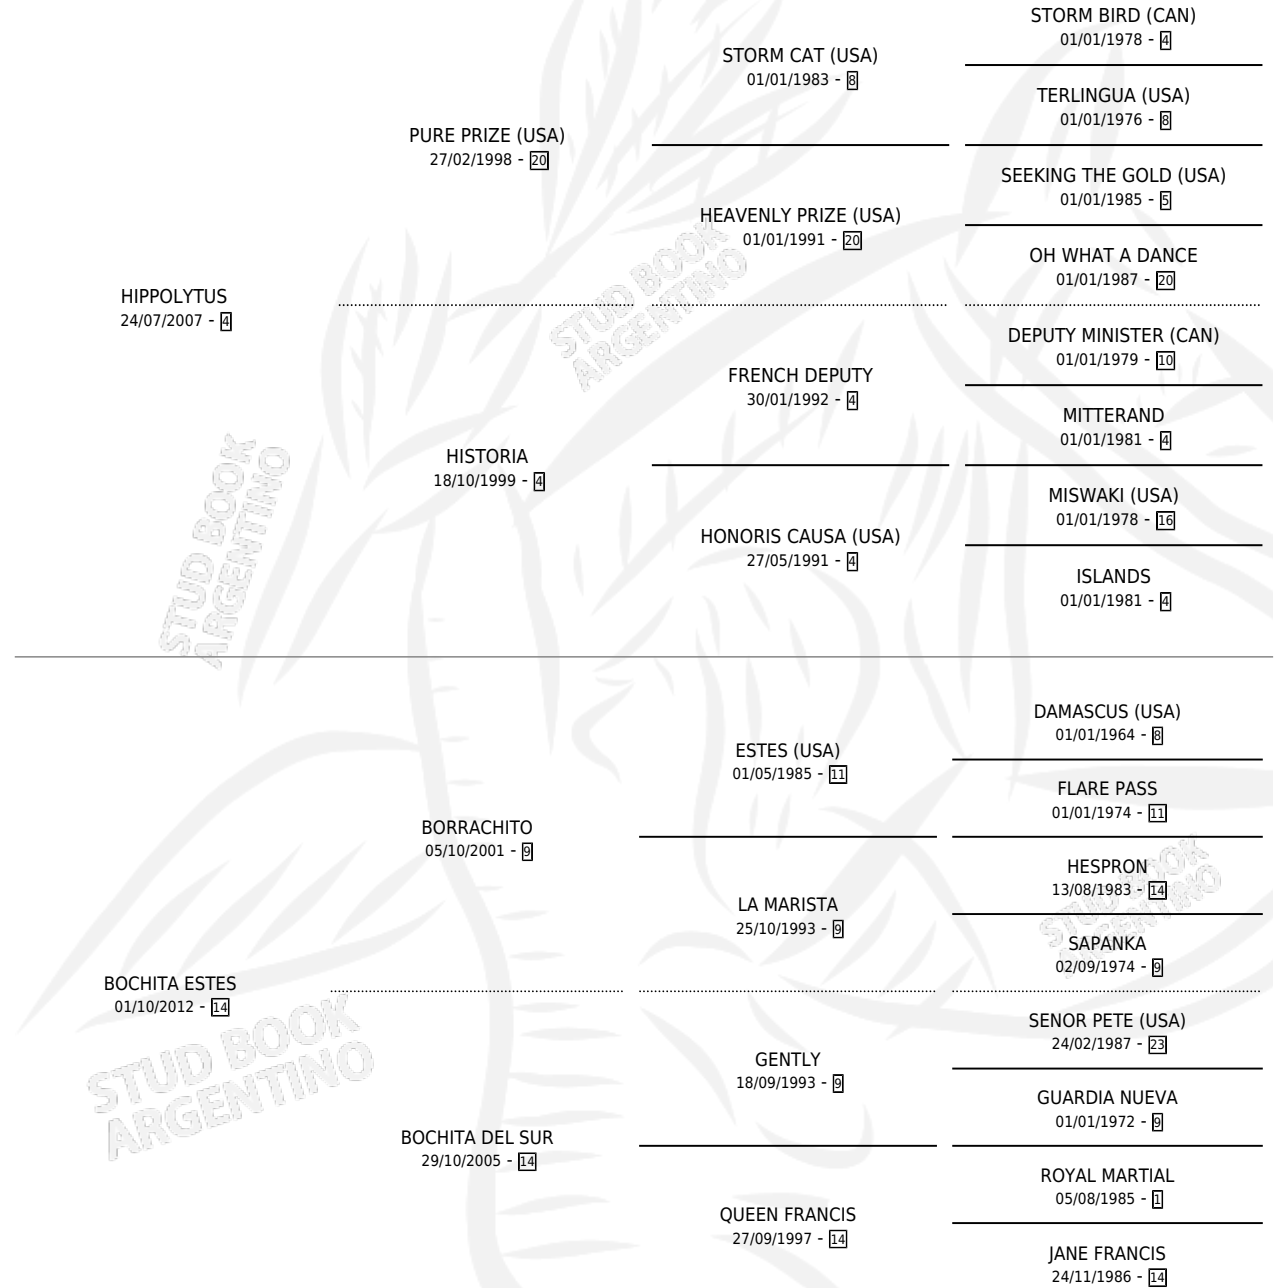 STORM BIRD (CAN)
01/01/1978 - 4
STORM CAT (USA)
01/01/1983 - 8
TERLINGUA (USA)
01/01/1976 - 8
PURE PRIZE (USA)
27/02/1998 - 20
SEEKING THE GOLD (USA)
01/01/1985 - 5
HEAVENLY PRIZE (USA)
01/01/1991 - 20
OH WHAT A DANCE
01/01/1987 - 20
HIPPOLYTUS
24/07/2007 - 4
STUD BOOK
ARGENTINO
DEPUTY MINISTER (CAN)
01/01/1979 - 10
FRENCH DEPUTY
30/01/1992 - 4
MITTERAND
01/01/1981 - 4
HISTORIA
18/10/1999 - 4
MISWAKI (USA)
01/01/1978 - 16
HONORIS CAUSA (USA)
27/05/1991 - 4
ISLANDS
01/01/1981 - 4
STUD BOOK
ARGENTINO
DAMASCUS (USA)
01/01/1964 - 8
ESTES (USA)
01/05/1985 - 11
FLARE PASS
01/01/1974 - 11
BORRACHITO
05/10/2001 - 9
HESPRON
13/08/1983 - 14
LA MARISTA
25/10/1993 - 9
SAPANKA
02/09/1974 - 9
STUD BOOK
ARGENTINO
BOCHITA ESTES
01/10/2012 - 14
STUD BOOK
ARGENTINO
SENOR PETE (USA)
24/02/1987 - 23
GENTLY
18/09/1993 - 9
GUARDIA NUEVA
01/01/1972 - 9
BOCHITA DEL SUR
29/10/2005 - 14
ROYAL MARTIAL
05/08/1985 - 1
QUEEN FRANCIS
27/09/1997 - 14
JANE FRANCIS
24/11/1986 - 14